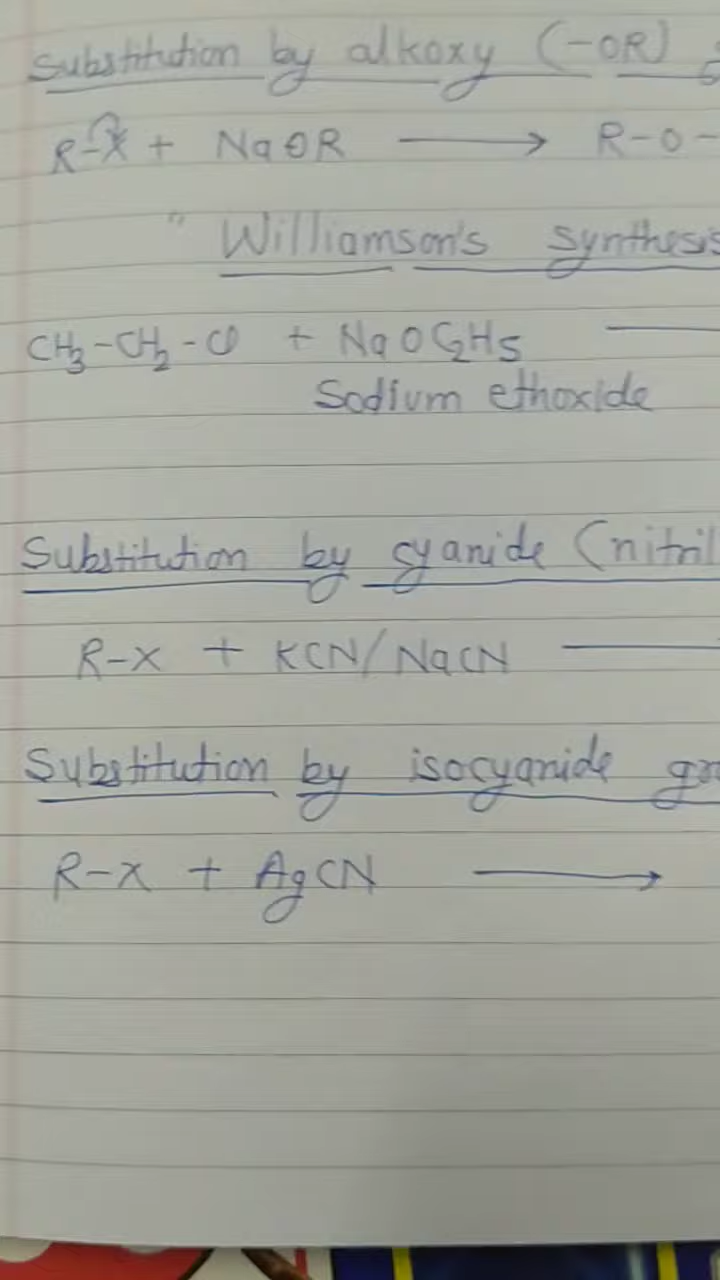 Substitution by alkoxy (-OR)
R-X + NaOR ⟶ R-O-
" Williamson's synthesis
CH₃-CH₂-Cl + NaOC₂H₅ —
Sodium ethoxide
Substitution by cyanide (nitril
R-X + KCN/NaCN —
Substitution by isocyanide gr
R-X + AgCN ⟶